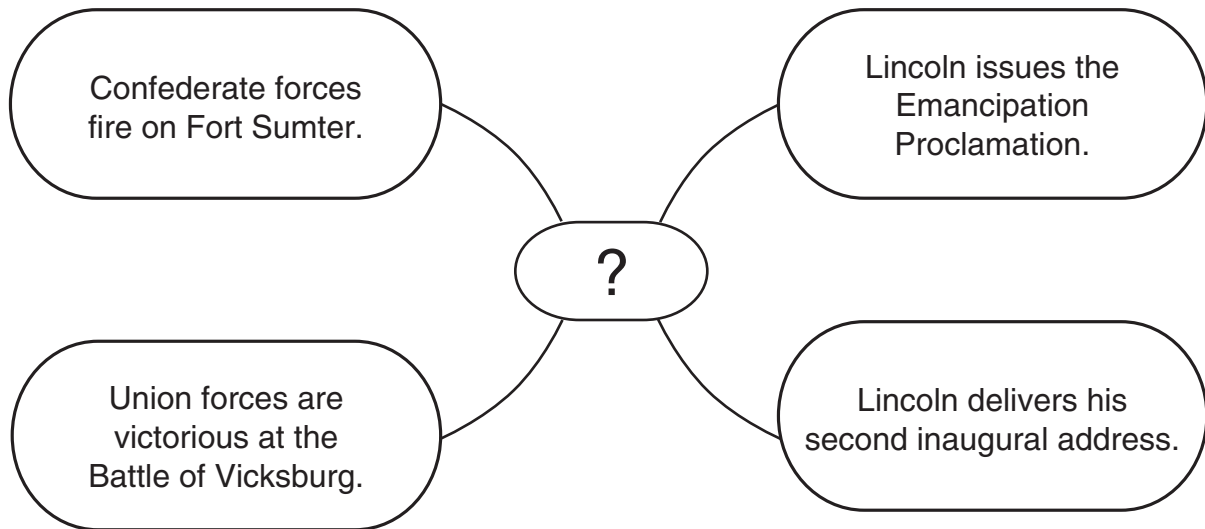 Confederate forces
fire on Fort Sumter.
Lincoln issues the
Emancipation
Proclamation.
?
Union forces are
victorious at the
Battle of Vicksburg.
Lincoln delivers his
second inaugural address.